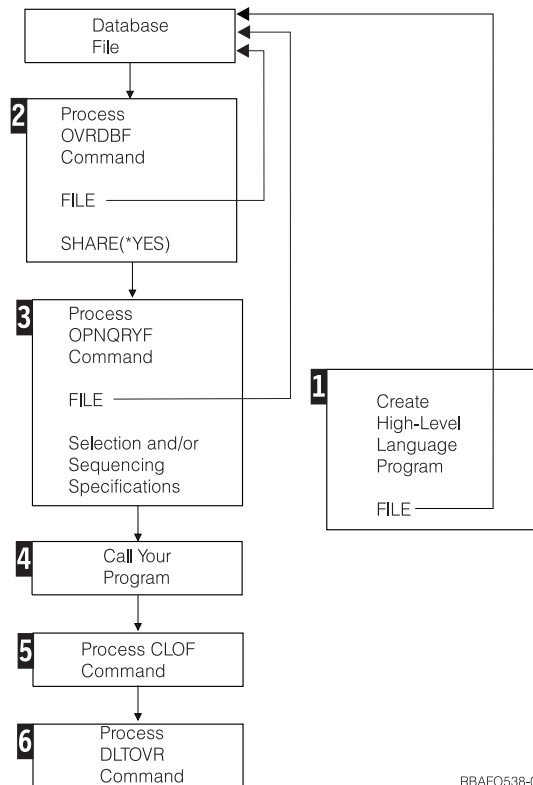 Database
File
2
Process
OVRDBF
Command
FILE
SHARE(*YES)
3
Process
OPNQRYF
Command
FILE
Selection and/or
Sequencing
Specifications
1
Create
High-Level
Language
Program
FILE
4
Call Your
Program
5
Process CLOF
Command
6
Process
DLTOVR
Command